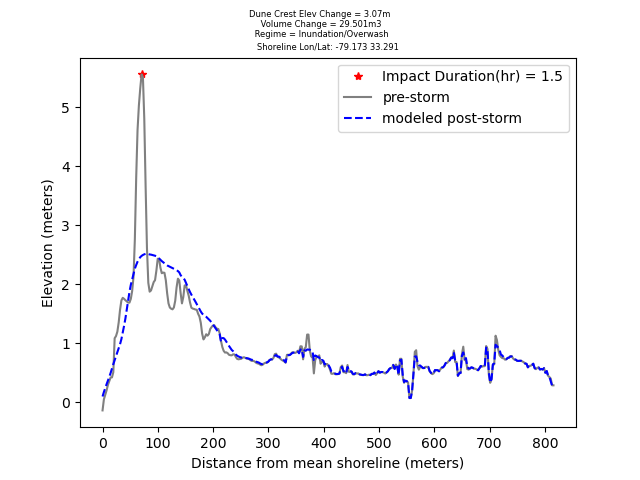 Dune Crest Elev Change = 3.07m
Volume Change = 29.501m3
Regime = Inundation/Overwash
Shoreline Lon/Lat: -79.173 33.291
Impact Duration(hr) = 1.5
pre-storm
modeled post-storm
Elevation (meters)
5
4
3
2
1
0
0 100 200 300 400 500 600 700 800
Distance from mean shoreline (meters)